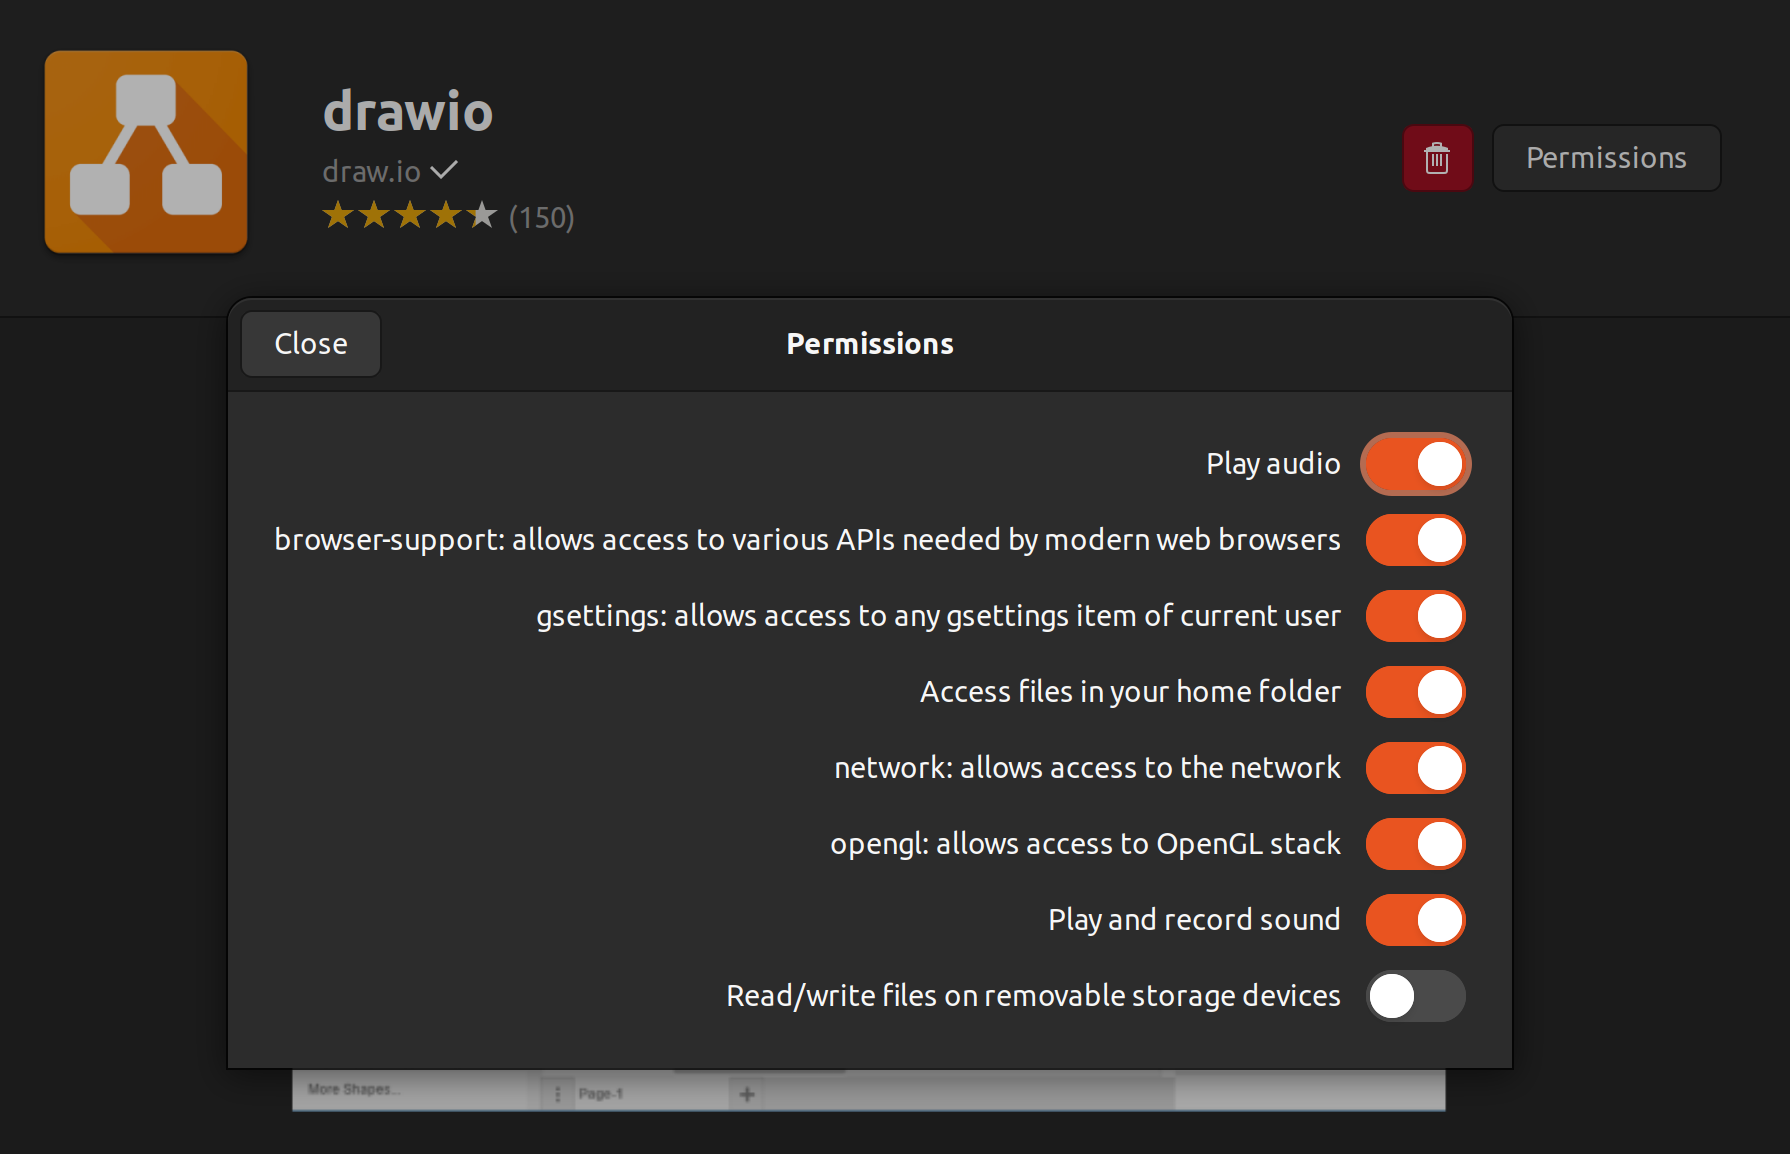 drawio
draw.io
(150)
Permissions
Close
Permissions
Play audio
browser-support: allows access to various APIs needed by modern web browsers
gsettings: allows access to any gsettings item of current user
Access files in your home folder
network: allows access to the network
opengl: allows access to OpenGL stack
Play and record sound
Read/write files on removable storage devices
More Shapes...
Page-1